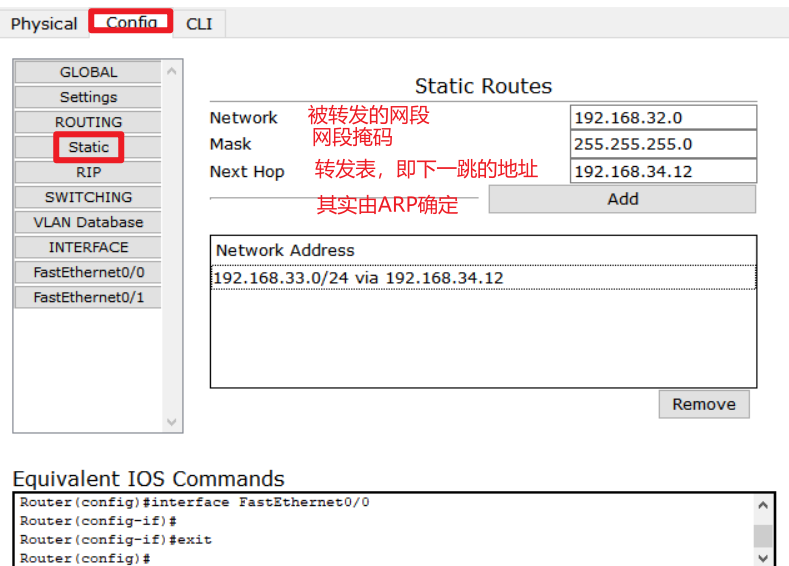 Physical Config CLI
GLOBAL
Settings
ROUTING
Static
RIP
SWITCHING
VLAN Database
INTERFACE
FastEthernet0/0
FastEthernet0/1
Static Routes
Network 被转发的网段 192.168.32.0
Mask 网段掩码 255.255.255.0
Next Hop 转发表，即下一跳的地址 192.168.34.12
其实由ARP确定 Add
Network Address
192.168.33.0/24 via 192.168.34.12
Remove
Equivalent IOS Commands
Router(config)#interface FastEthernet0/0
Router(config-if)#
Router(config-if)#exit
Router(config)#